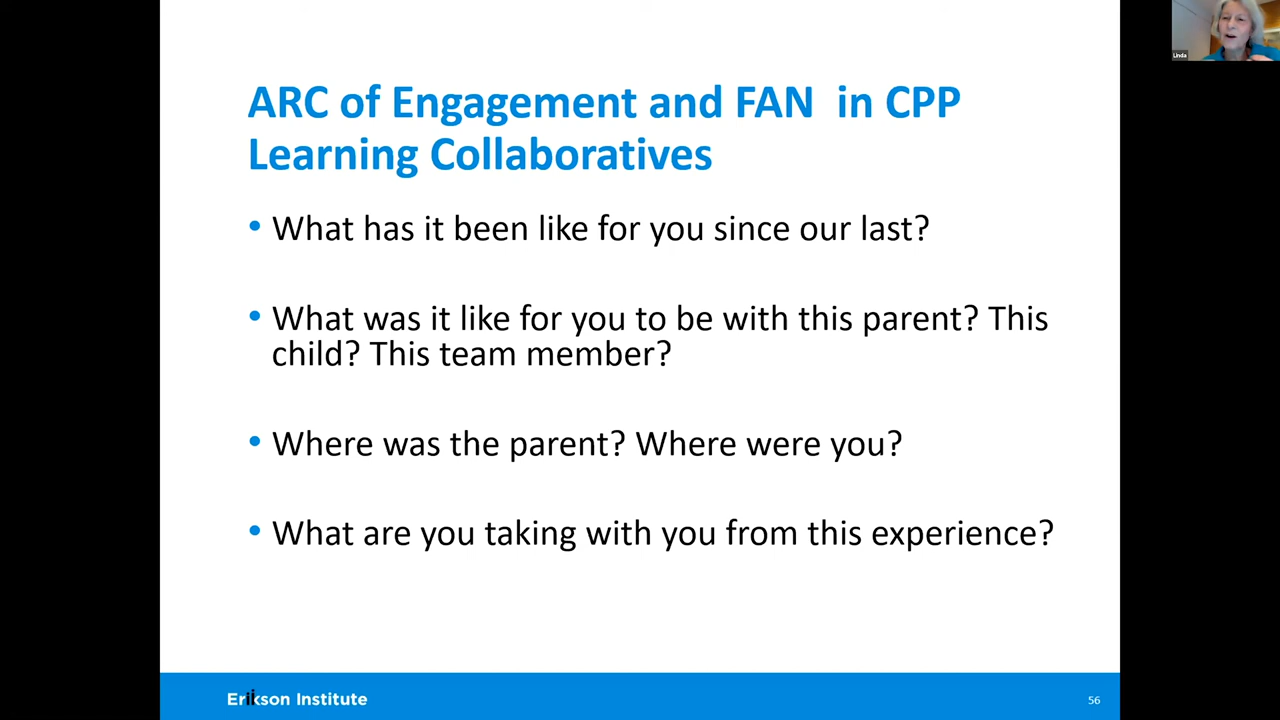 Linda
ARC of Engagement and FAN in CPP
Learning Collaboratives
• What has it been like for you since our last?
• What was it like for you to be with this parent? This
child? This team member?
• Where was the parent? Where were you?
• What are you taking with you from this experience?
Erikson Institute
56